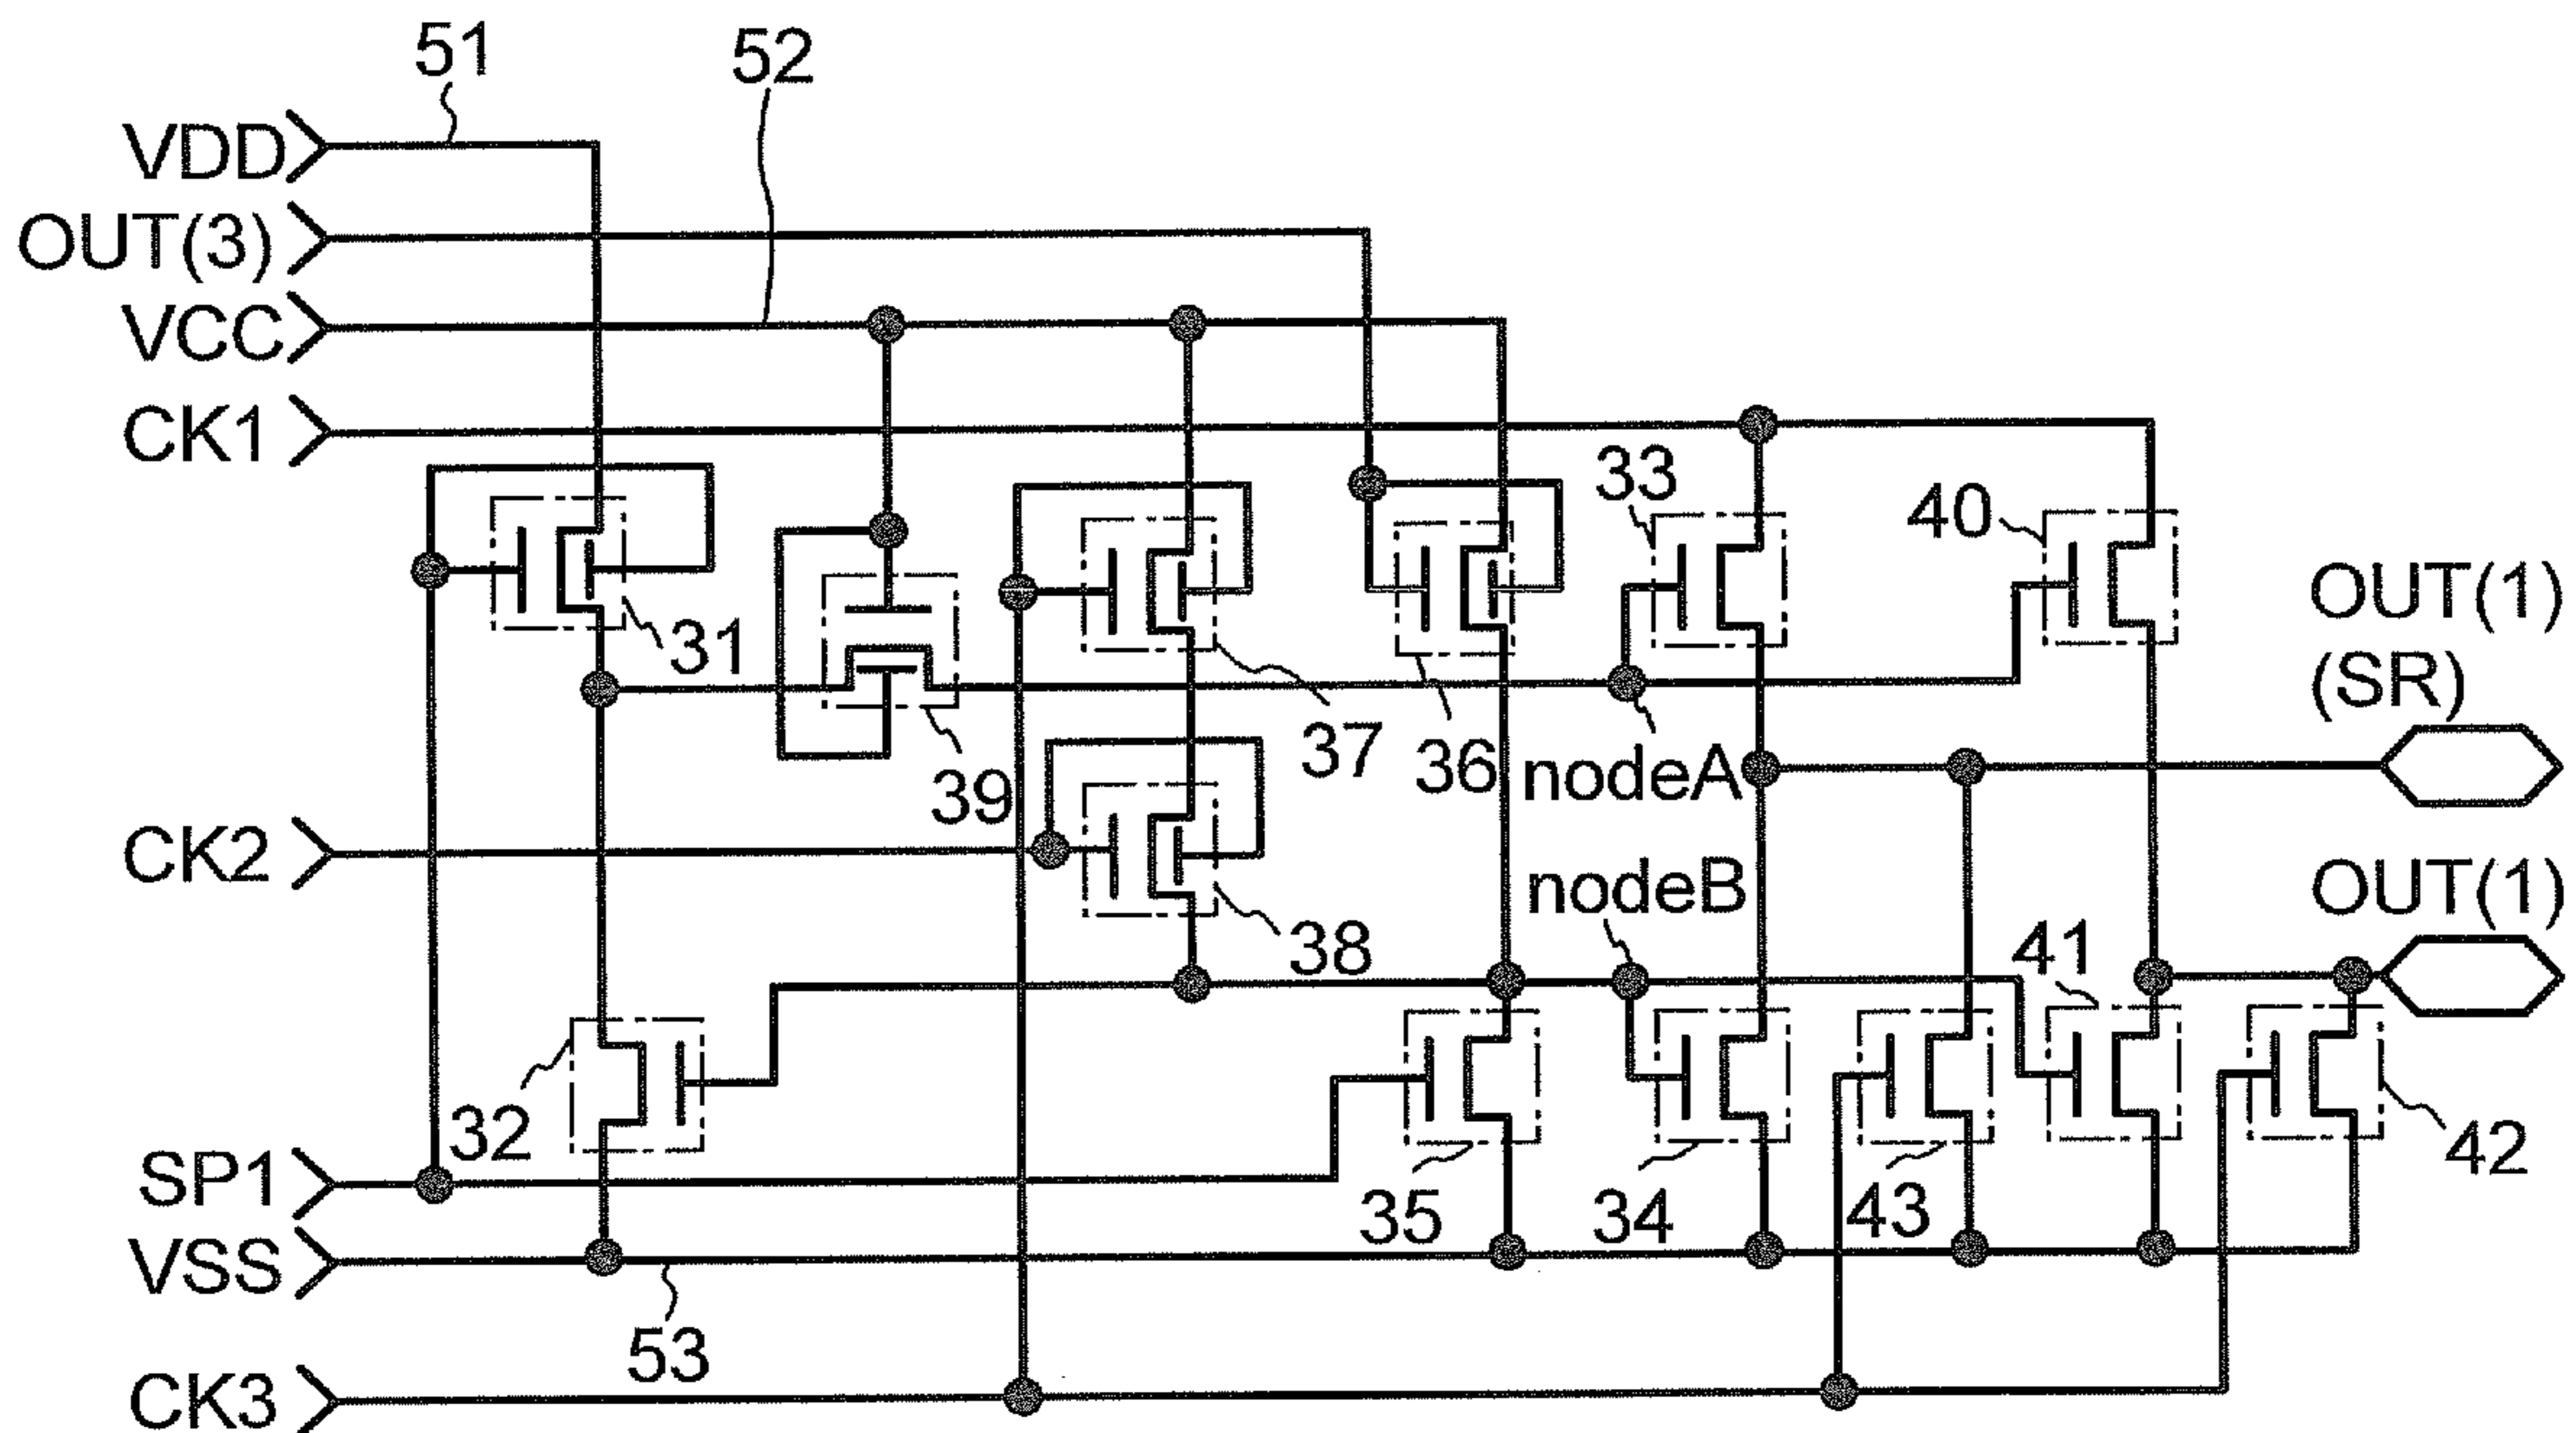 51
52
VDD
OUT(3)
VCC
CK1
33
40
OUT(1)
(SR)
31
37
36
nodeA
39
CK2
nodeB
OUT(1)
38
41
32
SP1
35
34
43
42
VSS
53
CK3